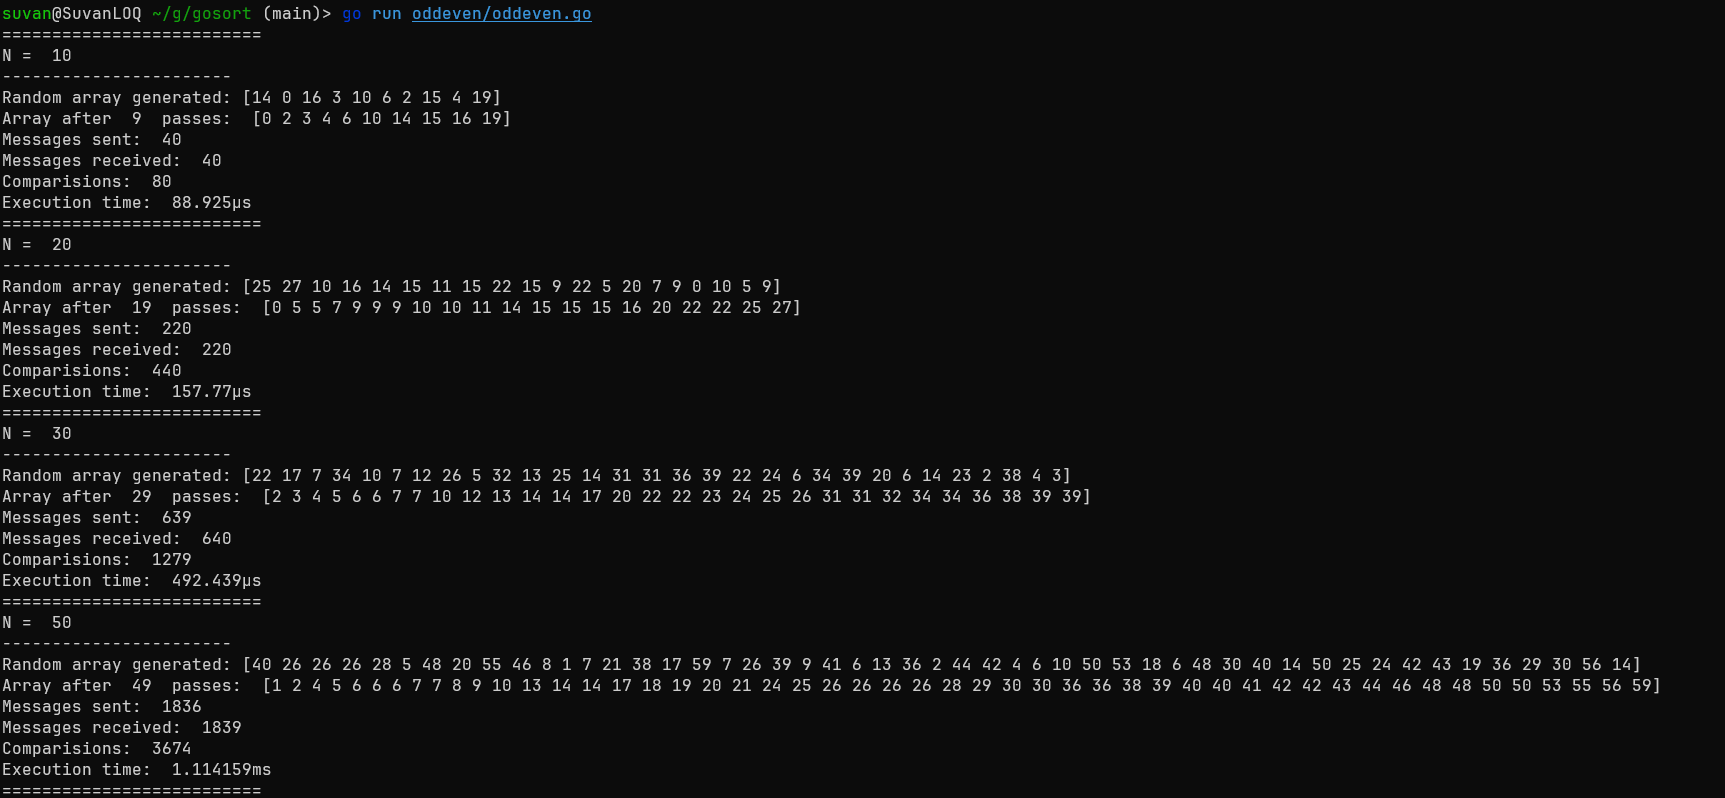 suvan@SuvanLOQ ~/g/gosort (main)> go run oddeven/oddeven.go
==========================
N =  10
-----------------------
Random array generated: [14 0 16 3 10 6 2 15 4 19]
Array after  9  passes:  [0 2 3 4 6 10 14 15 16 19]
Messages sent:  40
Messages received:  40
Comparisions:  80
Execution time:  88.925µs
==========================
N =  20
-----------------------
Random array generated: [25 27 10 16 14 15 11 15 22 15 9 22 5 20 7 9 0 10 5 9]
Array after  19  passes:  [0 5 5 7 9 9 9 10 10 11 14 15 15 15 16 20 22 22 25 27]
Messages sent:  220
Messages received:  220
Comparisions:  440
Execution time:  157.77µs
==========================
N =  30
-----------------------
Random array generated: [22 17 7 34 10 7 12 26 5 32 13 25 14 31 31 36 39 22 24 6 34 39 20 6 14 23 2 38 4 3]
Array after  29  passes:  [2 3 4 5 6 6 7 7 10 12 13 14 14 17 20 22 22 23 24 25 26 31 31 32 34 34 36 38 39 39]
Messages sent:  639
Messages received:  640
Comparisions:  1279
Execution time:  492.439µs
==========================
N =  50
-----------------------
Random array generated: [40 26 26 26 28 5 48 20 55 46 8 1 7 21 38 17 59 7 26 39 9 41 6 13 36 2 44 42 4 6 10 50 53 18 6 48 30 40 14 50 25 24 42 43 19 36 29 30 56 14]
Array after  49  passes:  [1 2 4 5 6 6 6 7 7 8 9 10 13 14 14 17 18 19 20 21 24 25 26 26 26 26 28 29 30 30 36 36 38 39 40 40 41 42 42 43 44 46 48 48 50 50 53 55 56 59]
Messages sent:  1836
Messages received:  1839
Comparisions:  3674
Execution time:  1.114159ms
==========================